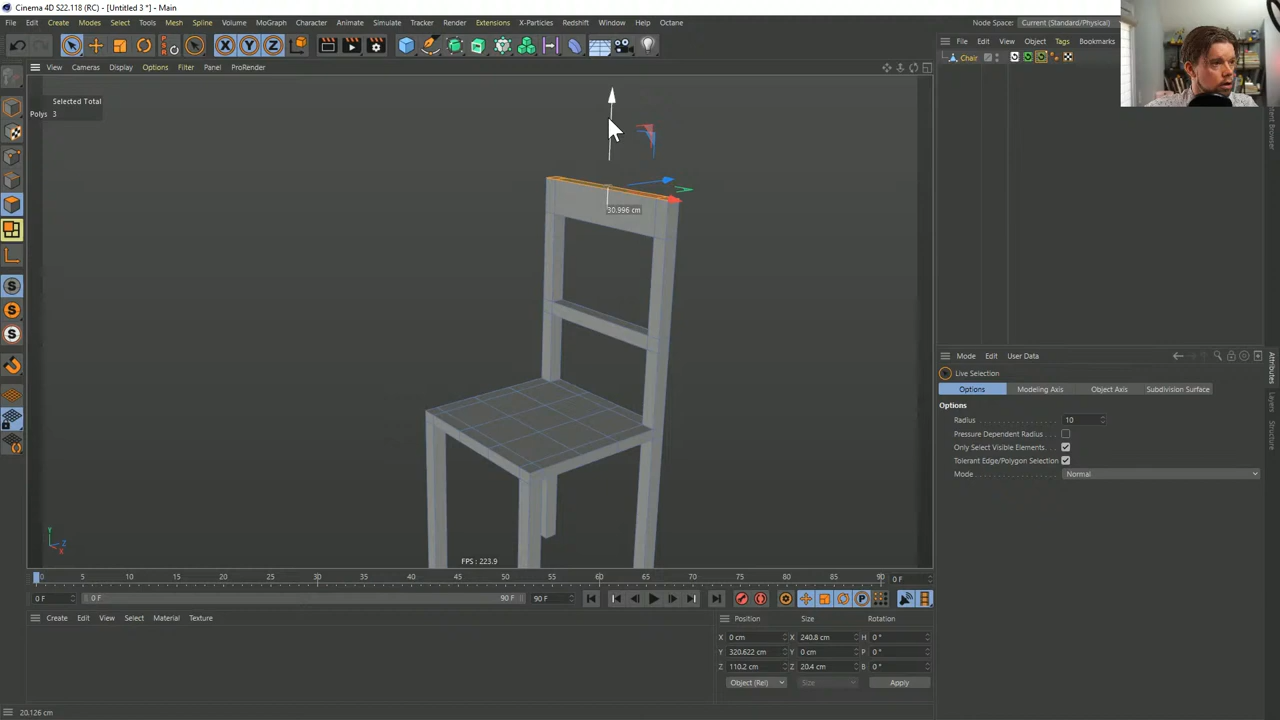 Cinema 4D S22.118 (RC) - [Untitled 3 *] - Main
File Edit Create Modes Select Tools Mesh Spline Volume MoGraph Character Animate Simulate Tracker Render Extensions X-Particles Redshift Window Help Octane
Node Space: Current (Standard/Physical)
X Y Z
File Edit View Object Tags Bookmarks
View Cameras Display Options Filter Panel ProRender
Chair
Selected Total
Polys 3
30.996 cm
S
S
S
Mode Edit User Data
Live Selection
Options Modeling Axis Object Axis Subdivision Surface
Options
Radius 10
Pressure Dependent Radius
Only Select Visible Elements
Tolerant Edge/Polygon Selection
Mode Normal
Attributes
Layers
Structure
Y
Z
X
FPS : 223.9
0 5 10 15 20 25 30 35 40 45 50 55 60 65 70 75 80 85 90 0 F
0 F 0 F 90 F 90 F
P
Create Edit View Select Material Texture
Position Size Rotation
X 0 cm X 240.8 cm H 0 °
Y 320.622 cm Y 0 cm P 0 °
Z 110.2 cm Z 20.4 cm B 0 °
Object (Rel) Size Apply
20.126 cm